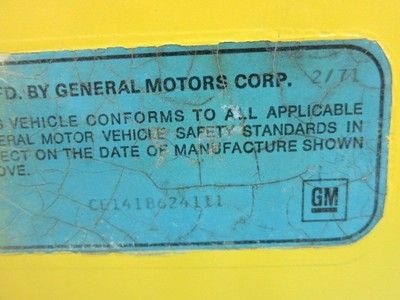 FD. BY GENERAL MOTORS CORP. 2/71
S VEHICLE CONFORMS TO ALL APPLICABLE
ERAL MOTOR VEHICLE SAFETY STANDARDS IN
ECT ON THE DATE OF MANUFACTURE SHOWN
OVE.
CE141B624111
GM